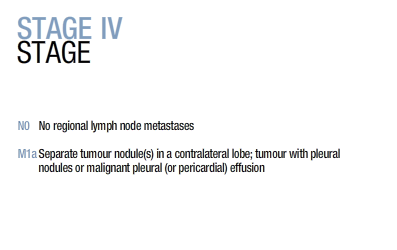 STAGE IV
STAGE
N0 No regional lymph node metastases
M1a Separate tumour nodule(s) in a contralateral lobe; tumour with pleural
nodules or malignant pleural (or pericardial) effusion